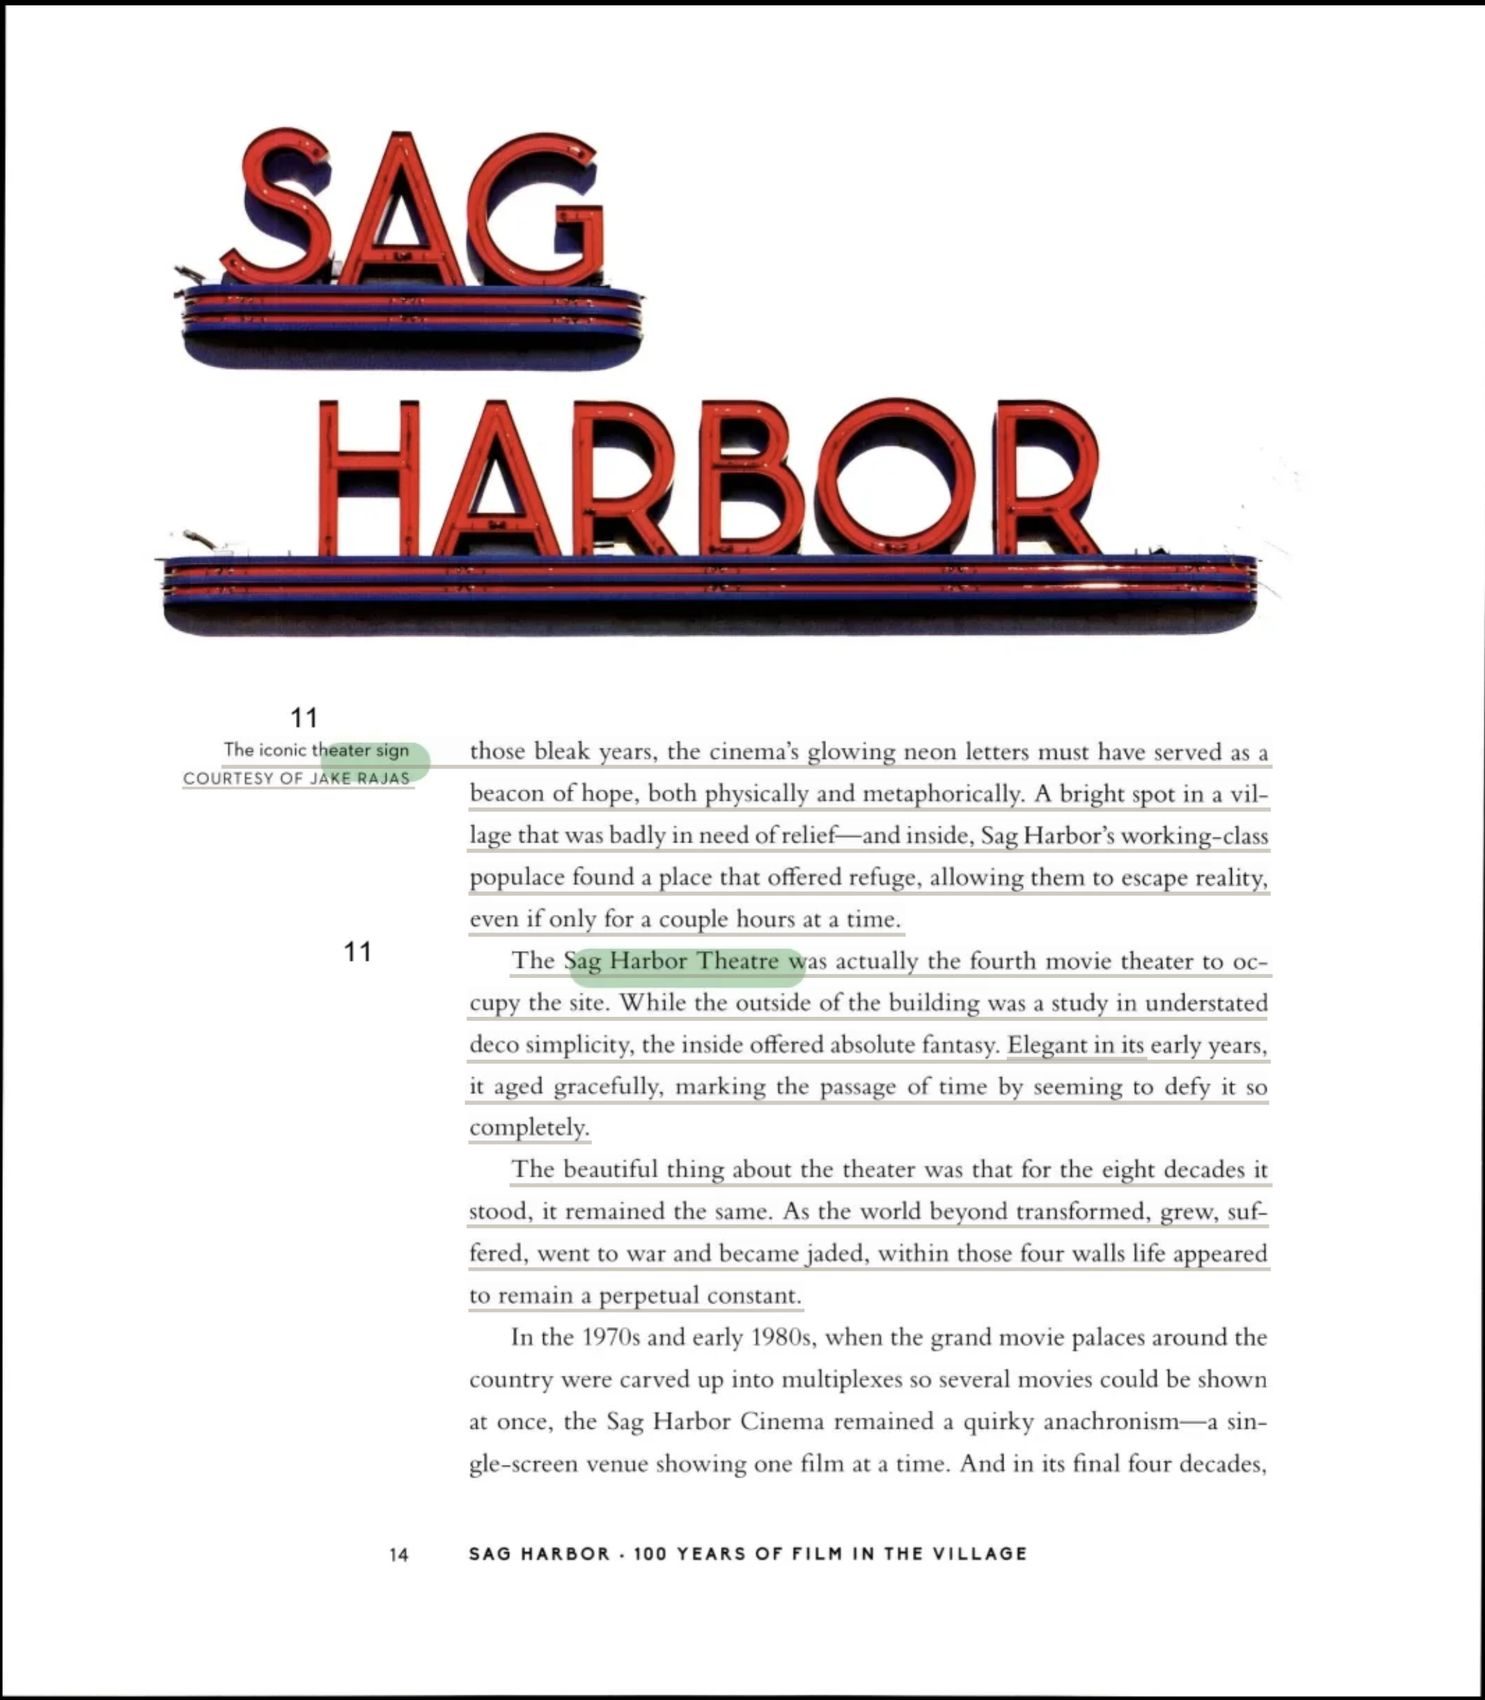 SAG
HARBOR
11
The iconic theater sign
COURTESY OF JAKE RAJAS
those bleak years, the cinema's glowing neon letters must have served as a
beacon of hope, both physically and metaphorically. A bright spot in a vil-
lage that was badly in need of relief—and inside, Sag Harbor's working-class
populace found a place that offered refuge, allowing them to escape reality,
even if only for a couple hours at a time.
11
The Sag Harbor Theatre was actually the fourth movie theater to oc-
cupy the site. While the outside of the building was a study in understated
deco simplicity, the inside offered absolute fantasy. Elegant in its early years,
it aged gracefully, marking the passage of time by seeming to defy it so
completely.
The beautiful thing about the theater was that for the eight decades it
stood, it remained the same. As the world beyond transformed, grew, suf-
fered, went to war and became jaded, within those four walls life appeared
to remain a perpetual constant.
In the 1970s and early 1980s, when the grand movie palaces around the
country were carved up into multiplexes so several movies could be shown
at once, the Sag Harbor Cinema remained a quirky anachronism—a sin-
gle-screen venue showing one film at a time. And in its final four decades,
14 SAG HARBOR · 100 YEARS OF FILM IN THE VILLAGE